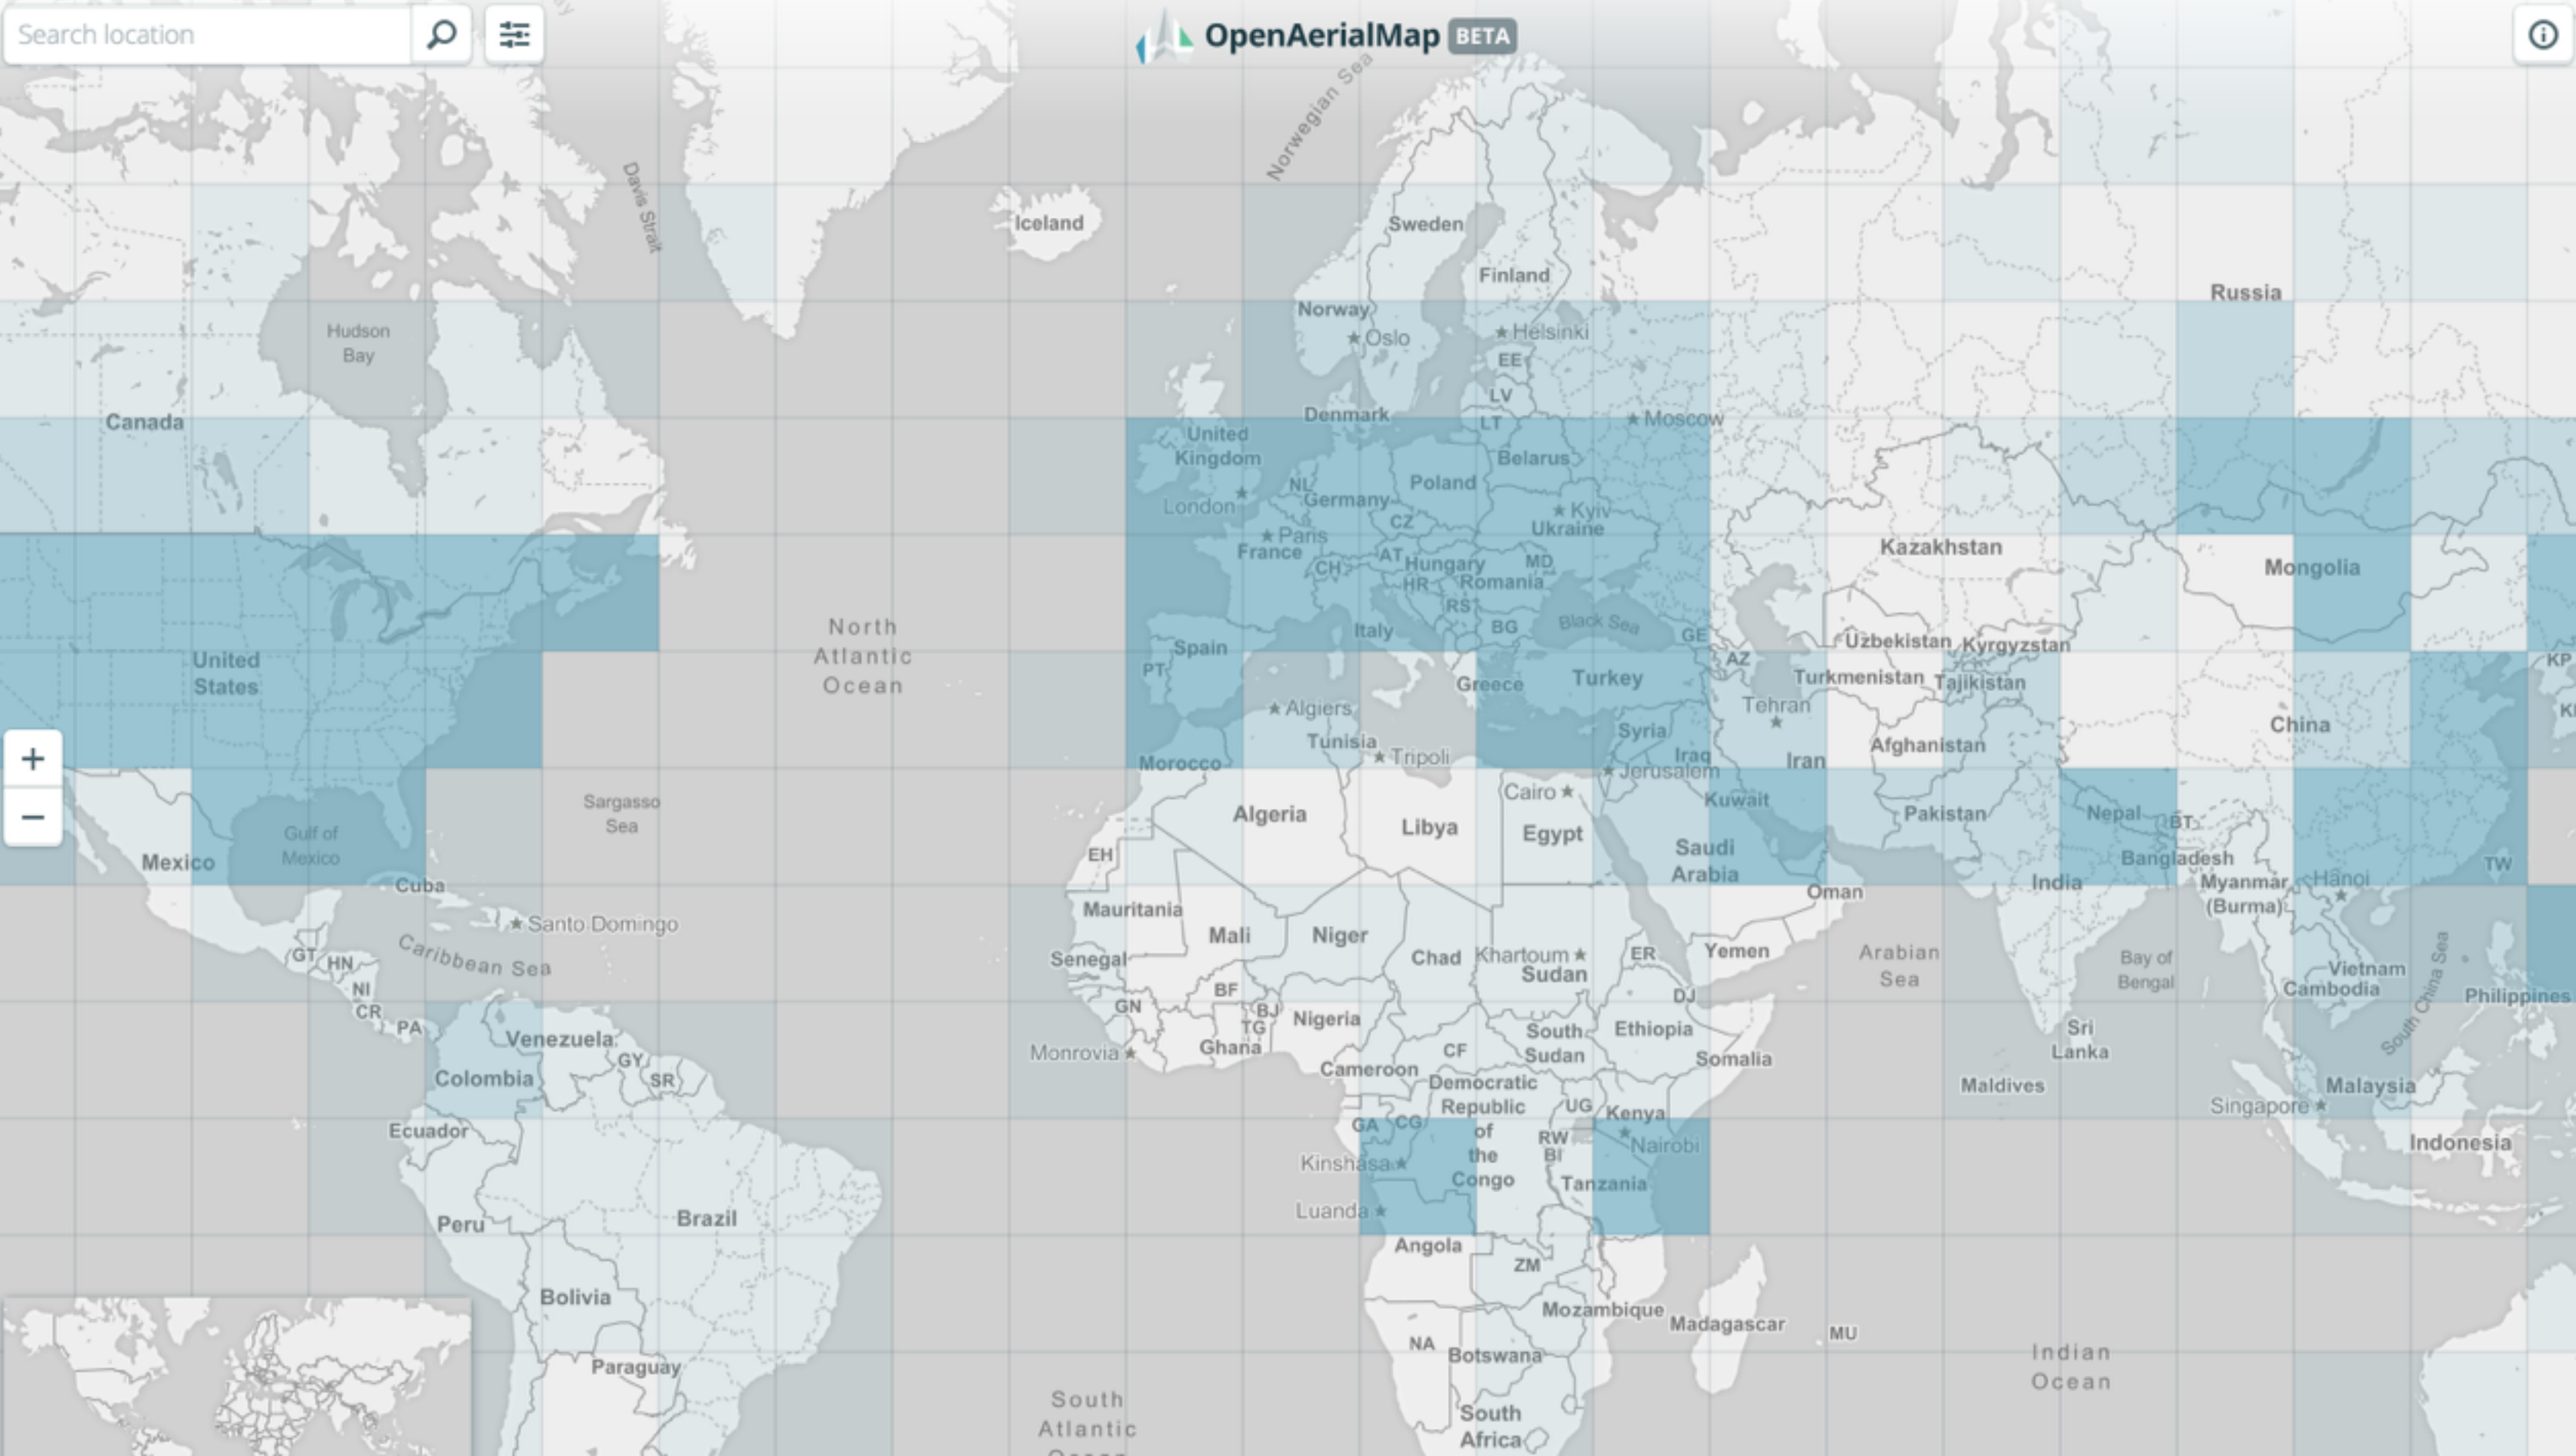 Search location
OpenAerialMap BETA
Norwegian Sea
Davis Strait
Iceland
Sweden
Finland
Russia
Norway
Oslo
Helsinki
Hudson
Bay
EE
LV
Denmark
LT
Moscow
Canada
United
Kingdom
Belarus
NL
Poland
Germany
London
Kyiv
CZ
Ukraine
Paris
France
AT
Hungary
MD
CH
HR
Romania
Kazakhstan
Mongolia
RS
BG
Black Sea
Italy
GE
North
Atlantic
Ocean
Spain
PT
Uzbekistan
Kyrgyzstan
AZ
KP
United
States
Greece
Turkey
Turkmenistan
Tajikistan
Algiers
Tehran
Syria
China
Tunisia
Tripoli
Morocco
Iraq
Iran
Afghanistan
Jerusalem
Sargasso
Sea
Cairo
Kuwait
Algeria
Libya
Egypt
Pakistan
Nepal
BT
Gulf of
Mexico
Mexico
EH
Saudi
Arabia
Bangladesh
TW
Cuba
India
Myanmar
(Burma)
Hanoi
Oman
Mauritania
Santo Domingo
Mali
Niger
Caribbean Sea
GT
HN
Senegal
Chad
Khartoum
Sudan
ER
Yemen
Arabian
Sea
Bay of
Bengal
Vietnam
Cambodia
South China Sea
Philippines
NI
CR
PA
BF
GN
BJ
TG
Nigeria
DJ
Venezuela
GY
SR
Colombia
Monrovia
Ghana
Cameroon
CF
South
Sudan
Ethiopia
Somalia
Sri
Lanka
Maldives
Malaysia
Singapore
Democratic
Republic
of
the
Congo
UG
Kenya
Ecuador
GA
CG
RW
BI
Nairobi
Indonesia
Kinshasa
Tanzania
Luanda
Peru
Brazil
Angola
ZM
Bolivia
Mozambique
Madagascar
MU
NA
Botswana
Paraguay
Indian
Ocean
South
Atlantic
Ocean
South
Africa